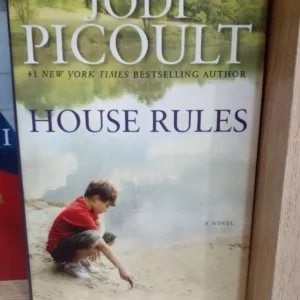 JODI
PICOULT
#1 NEW YORK TIMES BESTSELLING AUTHOR
HOUSE RULES
A NOVEL
I